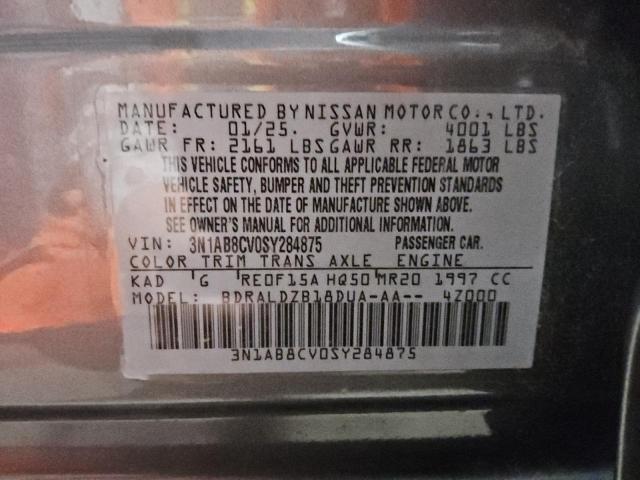 MANUFACTURED BY NISSAN MOTOR CO., LTD.
DATE: 01/25. GVWR: 4001 LBS
GAWR FR: 2161 LBS GAWR RR: 1863 LBS
THIS VEHICLE CONFORMS TO ALL APPLICABLE FEDERAL MOTOR
VEHICLE SAFETY, BUMPER AND THEFT PREVENTION STANDARDS
IN EFFECT ON THE DATE OF MANUFACTURE SHOWN ABOVE.
SEE OWNER'S MANUAL FOR ADDITIONAL INFORMATION.
VIN: 3N1AB8CV0SY284875 PASSENGER CAR.
COLOR TRIM TRANS AXLE ENGINE
KAD G RE0F15A HQ50 MR20 1997 CC
MODEL: BDRALDZB18DUA-AA-- 4Z000
3N1AB8CV0SY284875